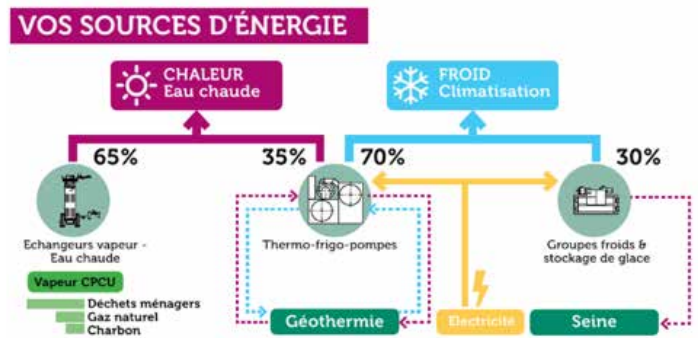 VOS SOURCES D'ÉNERGIE
CHALEUR
Eau chaude
FROID
Climatisation
65%
35%
70%
30%
Echangeurs vapeur -
Eau chaude
Thermo-frigo-pompes
Groupes froids &
stockage de glace
Vapeur CPCU
Déchets ménagers
Gaz naturel
Charbon
Géothermie
Electricité
Seine